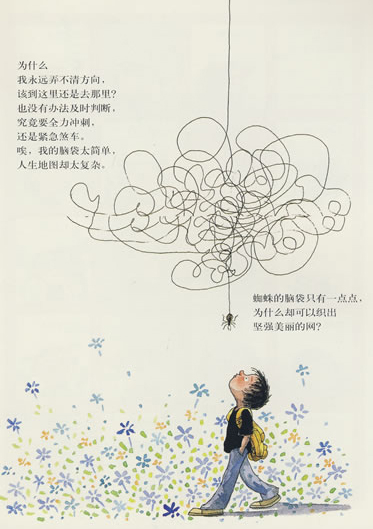 为什么
我永远弄不清方向，
该到这里还是去那里？
也没有办法及时判断，
究竟要全力冲刺，
还是紧急煞车。
唉，我的脑袋太简单，
人生地图却太复杂。
蜘蛛的脑袋只有一点点，
为什么却可以织出
坚强美丽的网？